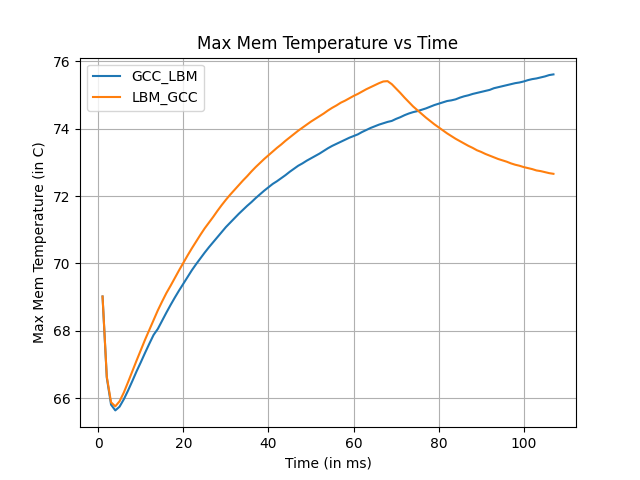 Max Mem Temperature vs Time
GCC_LBM
LBM_GCC
Max Mem Temperature (in C)
76
74
72
70
68
66
0 20 40 60 80 100
Time (in ms)